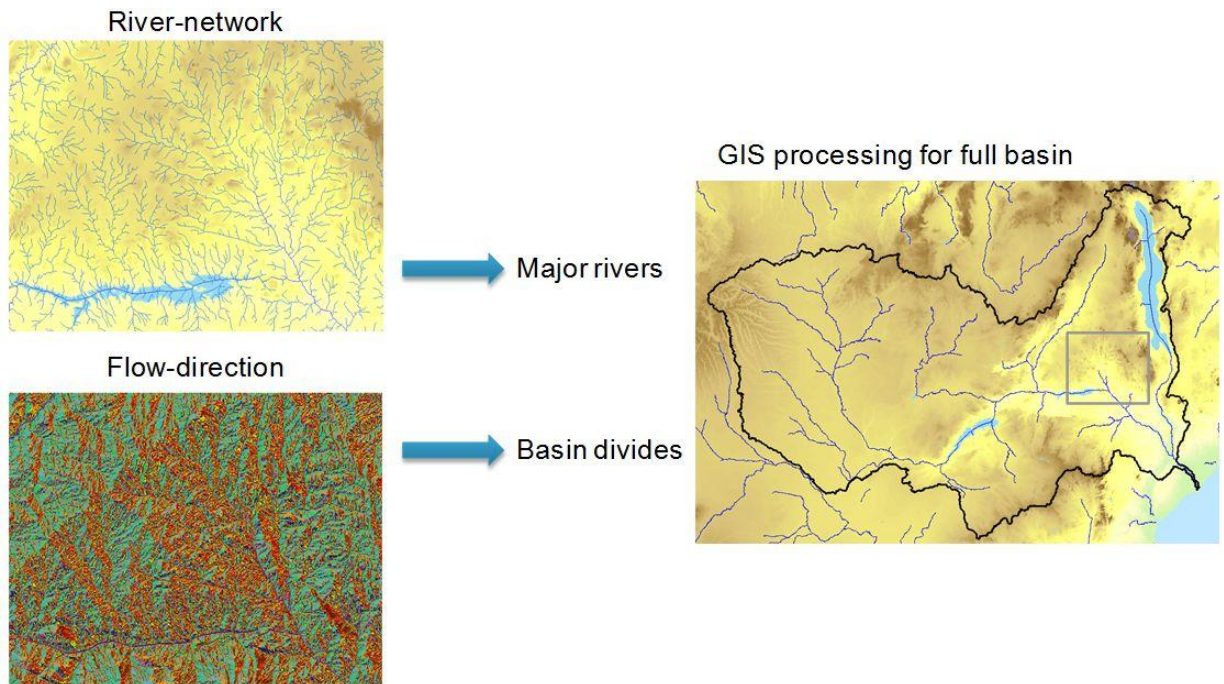 River-network
GIS processing for full basin
Major rivers
Flow-direction
Basin divides